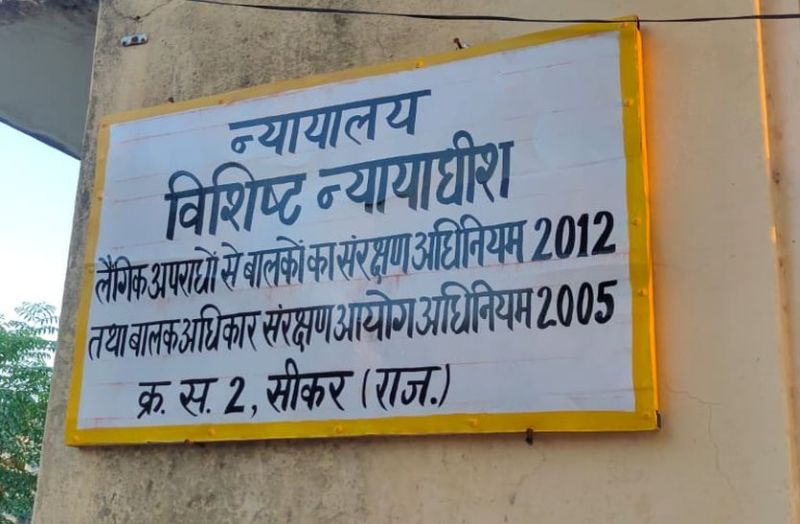 न्यायालय
विशिष्ट न्यायाधीश
लैगिंक अपराधों से बालकों का संरक्षण अधिनियम 2012
तथा बालक अधिकार संरक्षण आयोग अधिनियम 2005
क्र. स. 2, सीकर (राज.)